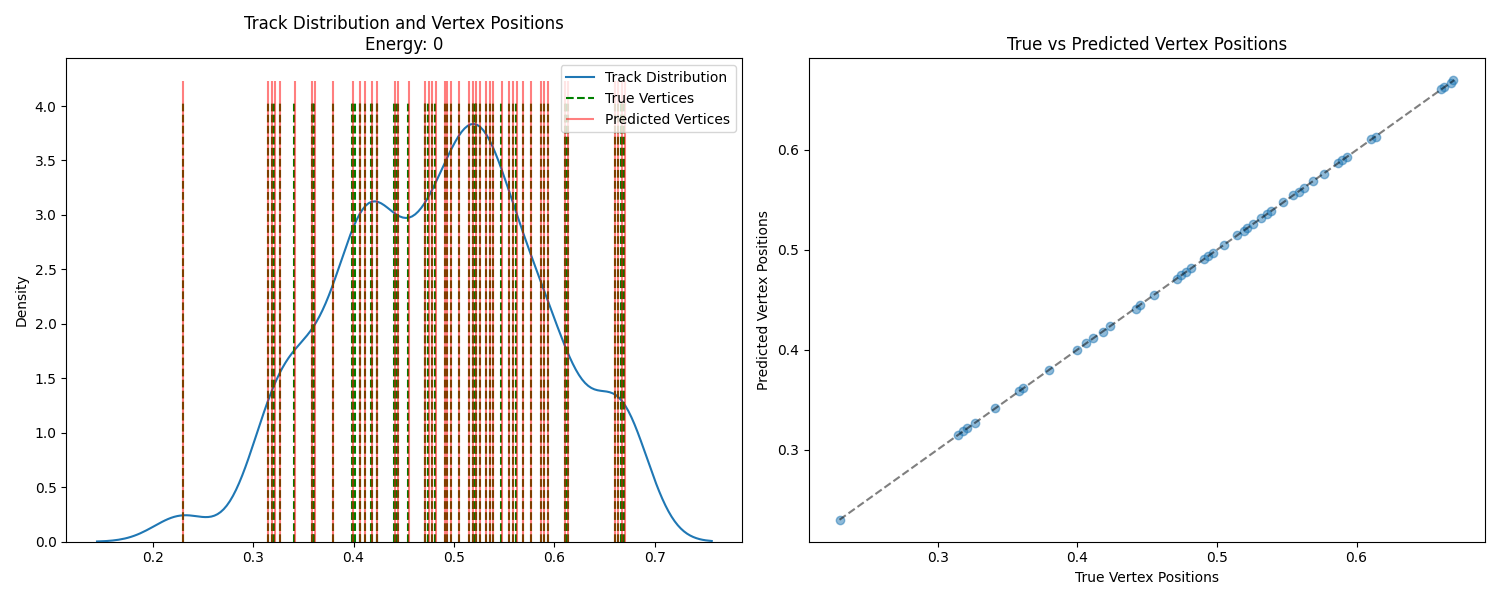 Track Distribution and Vertex Positions
Energy: 0
Density
4.0
3.5
3.0
2.5
2.0
1.5
1.0
0.5
0.0
0.2
0.3
0.4
0.5
0.6
0.7
Track Distribution
True Vertices
Predicted Vertices
True vs Predicted Vertex Positions
Predicted Vertex Positions
0.6
0.5
0.4
0.3
0.3
0.4
0.5
0.6
True Vertex Positions